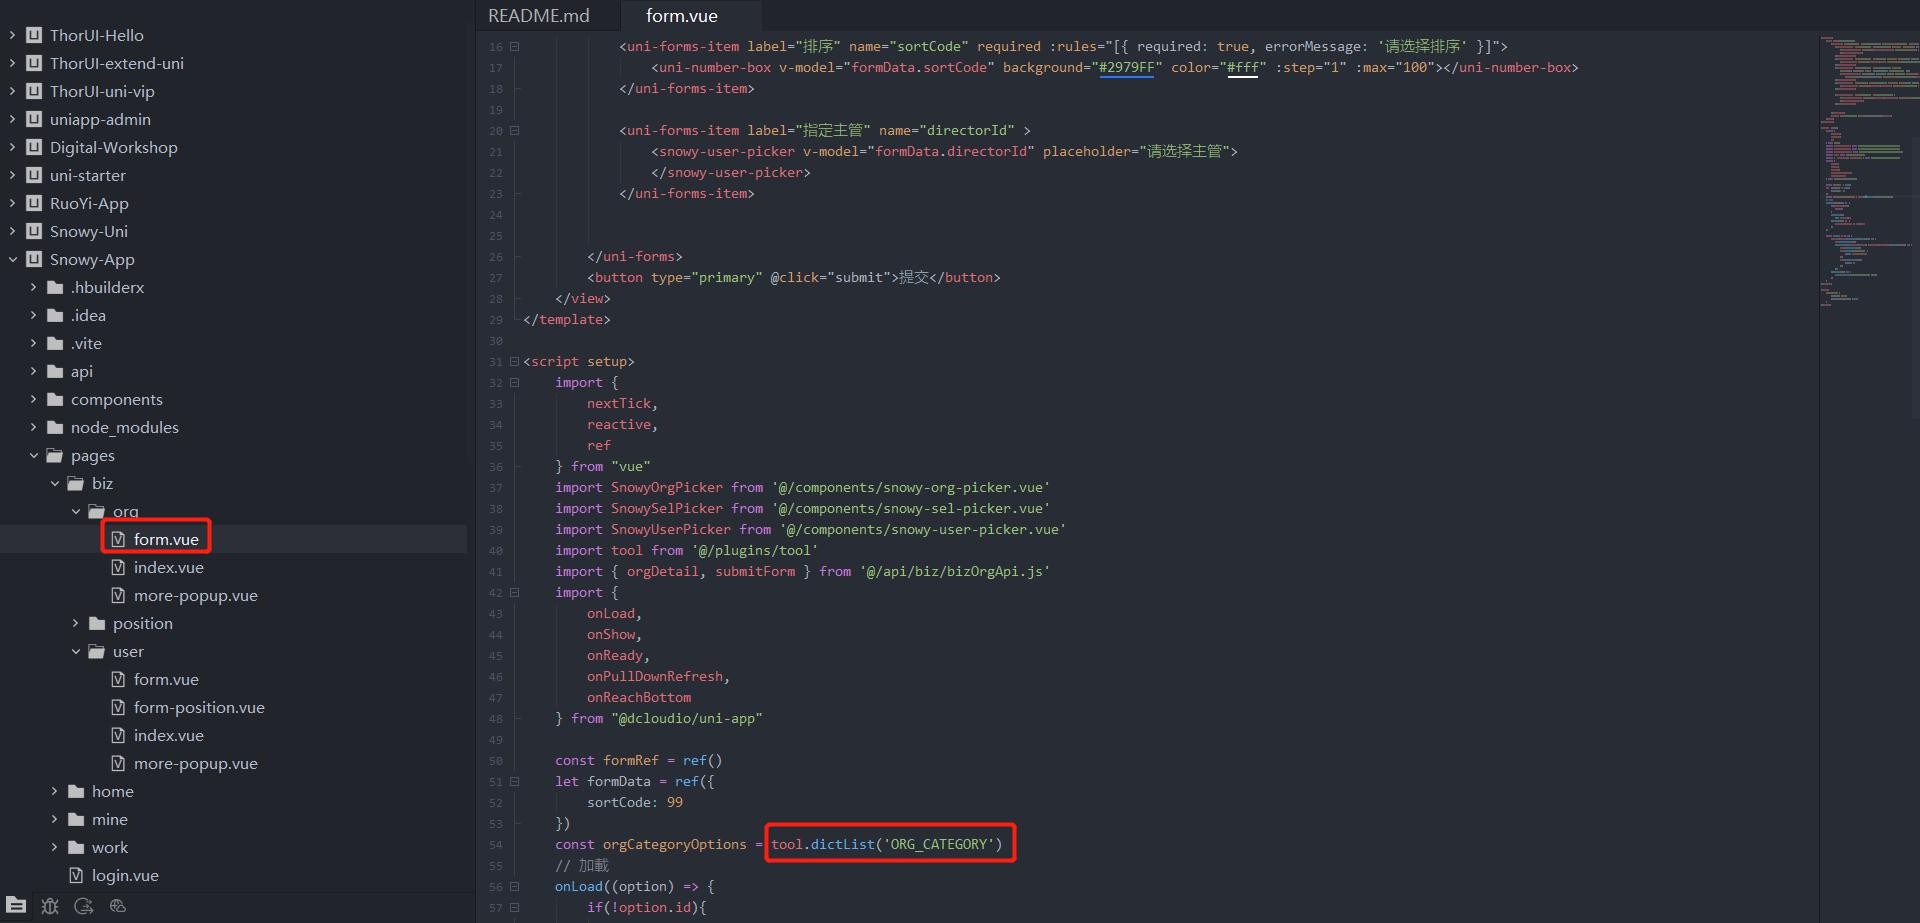 ThorUI-Hello
ThorUI-extend-uni
ThorUI-uni-vip
uniapp-admin
Digital-Workshop
uni-starter
RuoYi-App
Snowy-Uni
Snowy-App
.hbuilderx
.idea
.vite
api
components
node_modules
pages
biz
org
form.vue
index.vue
more-popup.vue
position
user
form.vue
form-position.vue
index.vue
more-popup.vue
home
mine
work
login.vue
README.md
form.vue
16 <uni-forms-item label="排序" name="sortCode" required :rules="[{ required: true, errorMessage: '请选择排序' }]">
17 <uni-number-box v-model="formData.sortCode" background="#2979FF" color="#fff" :step="1" :max="100"></uni-number-box>
18 </uni-forms-item>
19
20 <uni-forms-item label="指定主管" name="directorId" >
21 <snowy-user-picker v-model="formData.directorId" placeholder="请选择主管">
22 </snowy-user-picker>
23 </uni-forms-item>
24
25
26 </uni-forms>
27 <button type="primary" @click="submit">提交</button>
28 </view>
29 </template>
30
31 <script setup>
32 import {
33 nextTick,
34 reactive,
35 ref
36 } from "vue"
37 import SnowyOrgPicker from '@/components/snowy-org-picker.vue'
38 import SnowySelPicker from '@/components/snowy-sel-picker.vue'
39 import SnowyUserPicker from '@/components/snowy-user-picker.vue'
40 import tool from '@/plugins/tool'
41 import { orgDetail, submitForm } from '@/api/biz/bizOrgApi.js'
42 import {
43 onLoad,
44 onShow,
45 onReady,
46 onPullDownRefresh,
47 onReachBottom
48 } from "@dcloudio/uni-app"
49
50 const formRef = ref()
51 let formData = ref({
52 sortCode: 99
53 })
54 const orgCategoryOptions = tool.dictList('ORG_CATEGORY')
55 // 加載
56 onLoad((option) => {
57 if(!option.id){